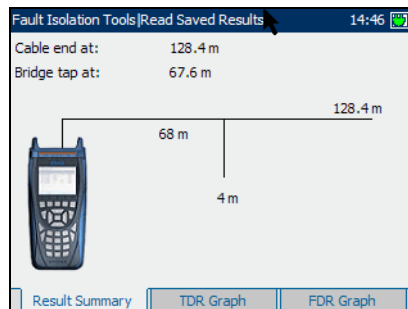 Fault Isolation Tools|Read Saved Results 14:46
Cable end at: 128.4 m
Bridge tap at: 67.6 m
128.4 m
68 m
4 m
Result Summary TDR Graph FDR Graph